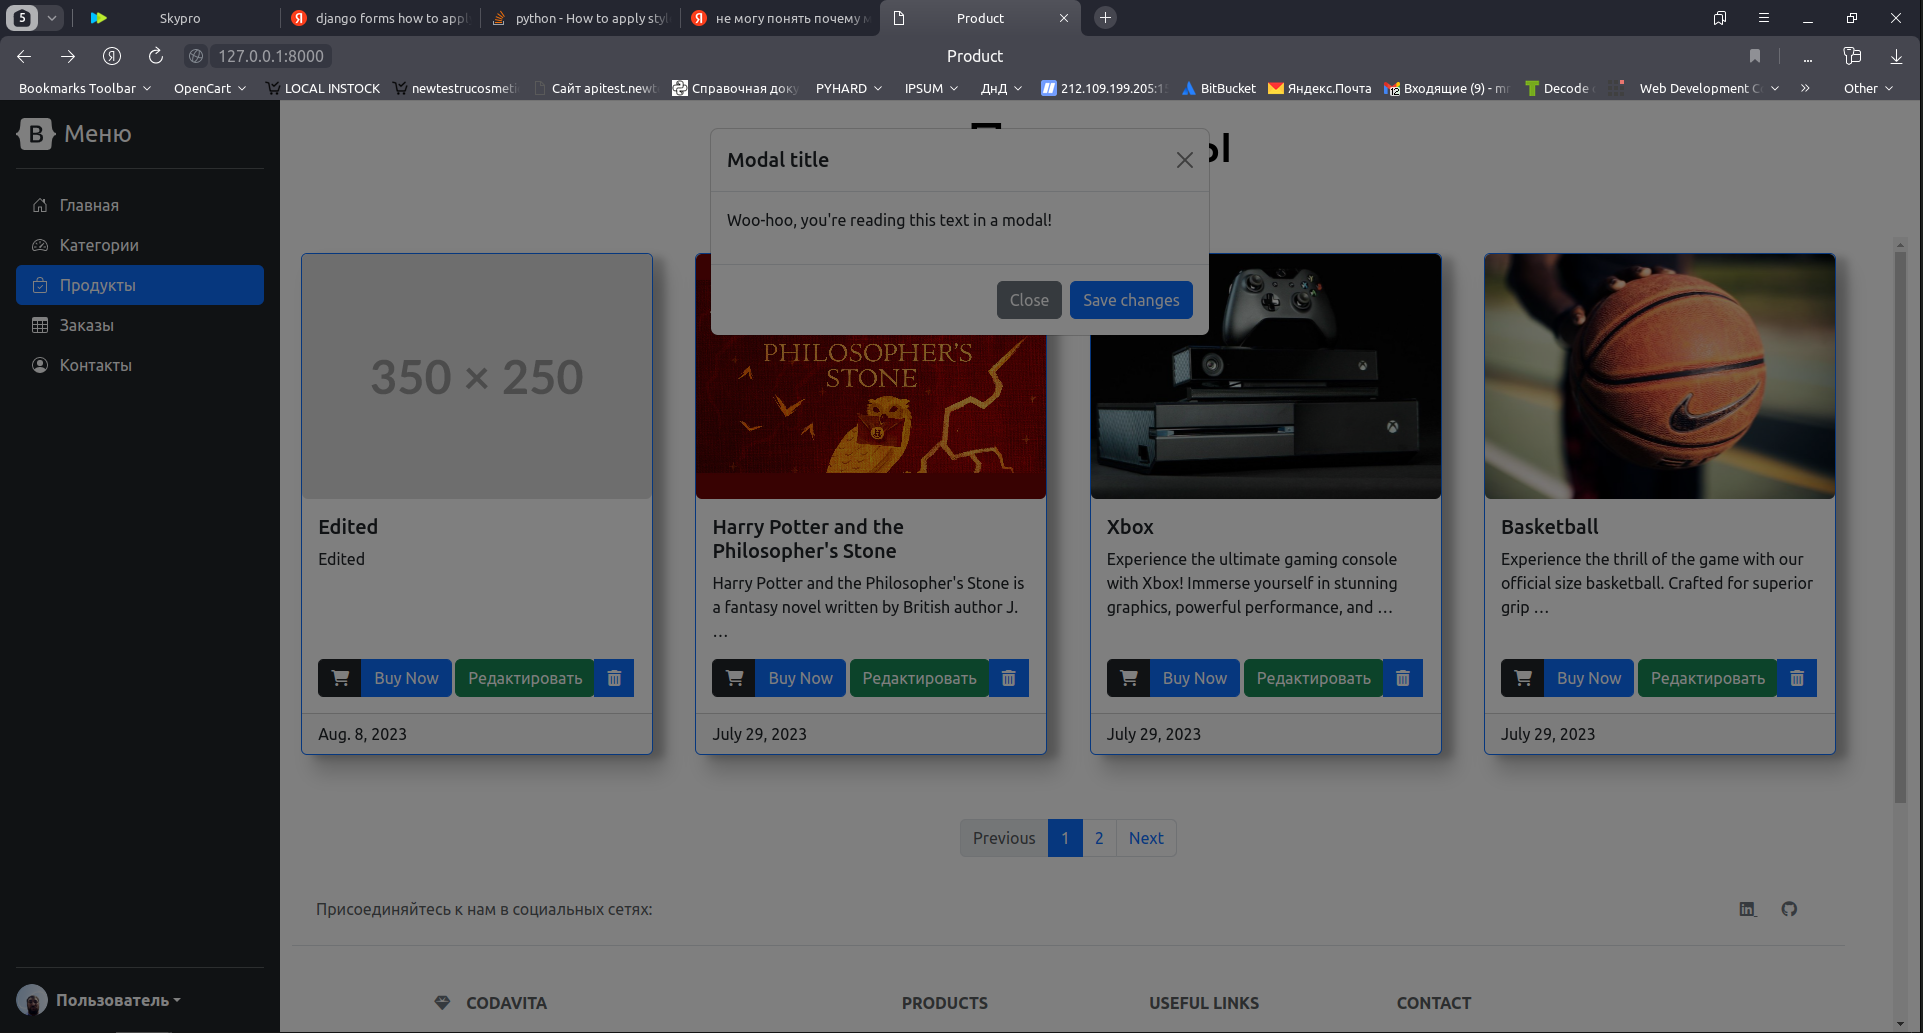 5
Skypro
django forms how to appl
python - How to apply styl
не могу понять почему м
Product
127.0.0.1:8000
Product
Bookmarks Toolbar
OpenCart
LOCAL INSTOCK
newtestrucosmeti
Сайт apitest.newt
Справочная доку
PYHARD
IPSUM
ДнД
212.109.199.205:1
BitBucket
Яндекс.Почта
12
Входящие (9) - m
Decode
Web Development C
»
Other
B Меню
Главная
Категории
Продукты
Заказы
Контакты
Modal title
Woo-hoo, you're reading this text in a modal!
Close
Save changes
350 × 250
Edited
Edited
Buy Now
Редактировать
Aug. 8, 2023
PHILOSOPHER'S
STONE
Harry Potter and the
Philosopher's Stone
Harry Potter and the Philosopher's Stone is
a fantasy novel written by British author J.
…
Buy Now
Редактировать
July 29, 2023
Xbox
Experience the ultimate gaming console
with Xbox! Immerse yourself in stunning
graphics, powerful performance, and …
Buy Now
Редактировать
July 29, 2023
Basketball
Experience the thrill of the game with our
official size basketball. Crafted for superior
grip …
Buy Now
Редактировать
July 29, 2023
Previous
1
2
Next
Присоединяйтесь к нам в социальных сетях:
CODAVITA
PRODUCTS
USEFUL LINKS
CONTACT
Пользователь